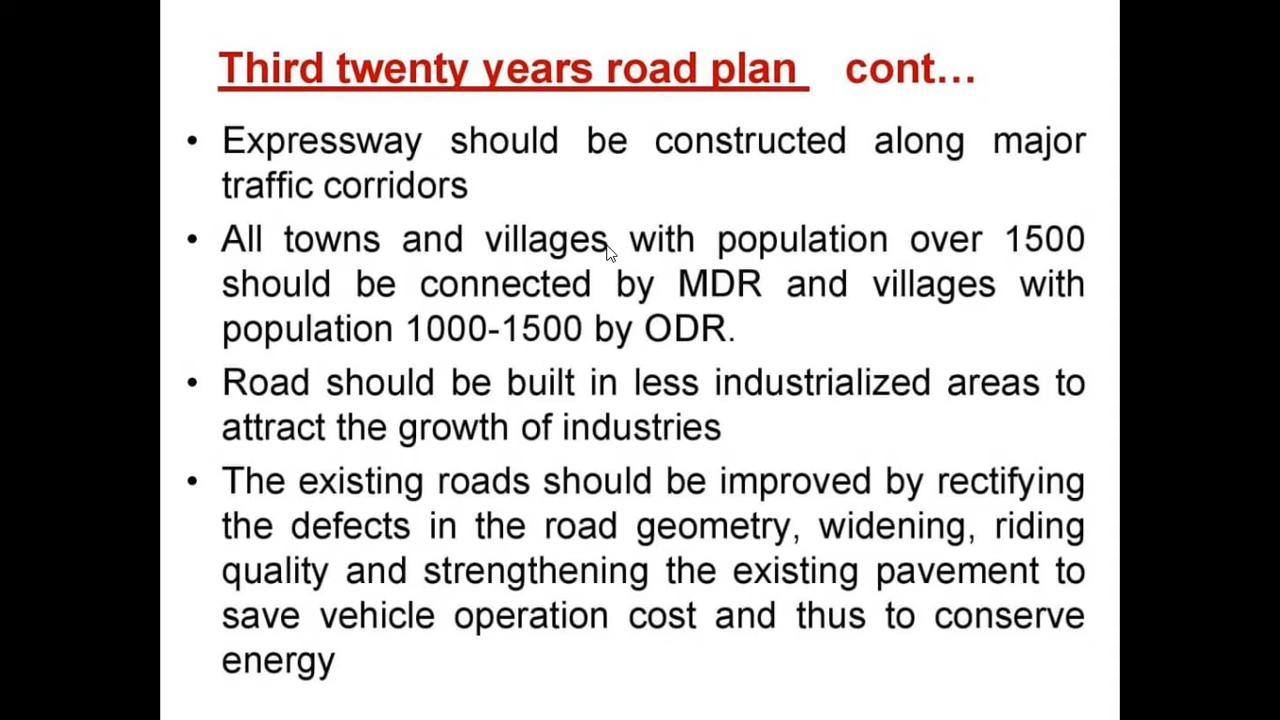 Third twenty years road plan cont...
• Expressway should be constructed along major
traffic corridors
• All towns and villages with population over 1500
should be connected by MDR and villages with
population 1000-1500 by ODR.
• Road should be built in less industrialized areas to
attract the growth of industries
• The existing roads should be improved by rectifying
the defects in the road geometry, widening, riding
quality and strengthening the existing pavement to
save vehicle operation cost and thus to conserve
energy